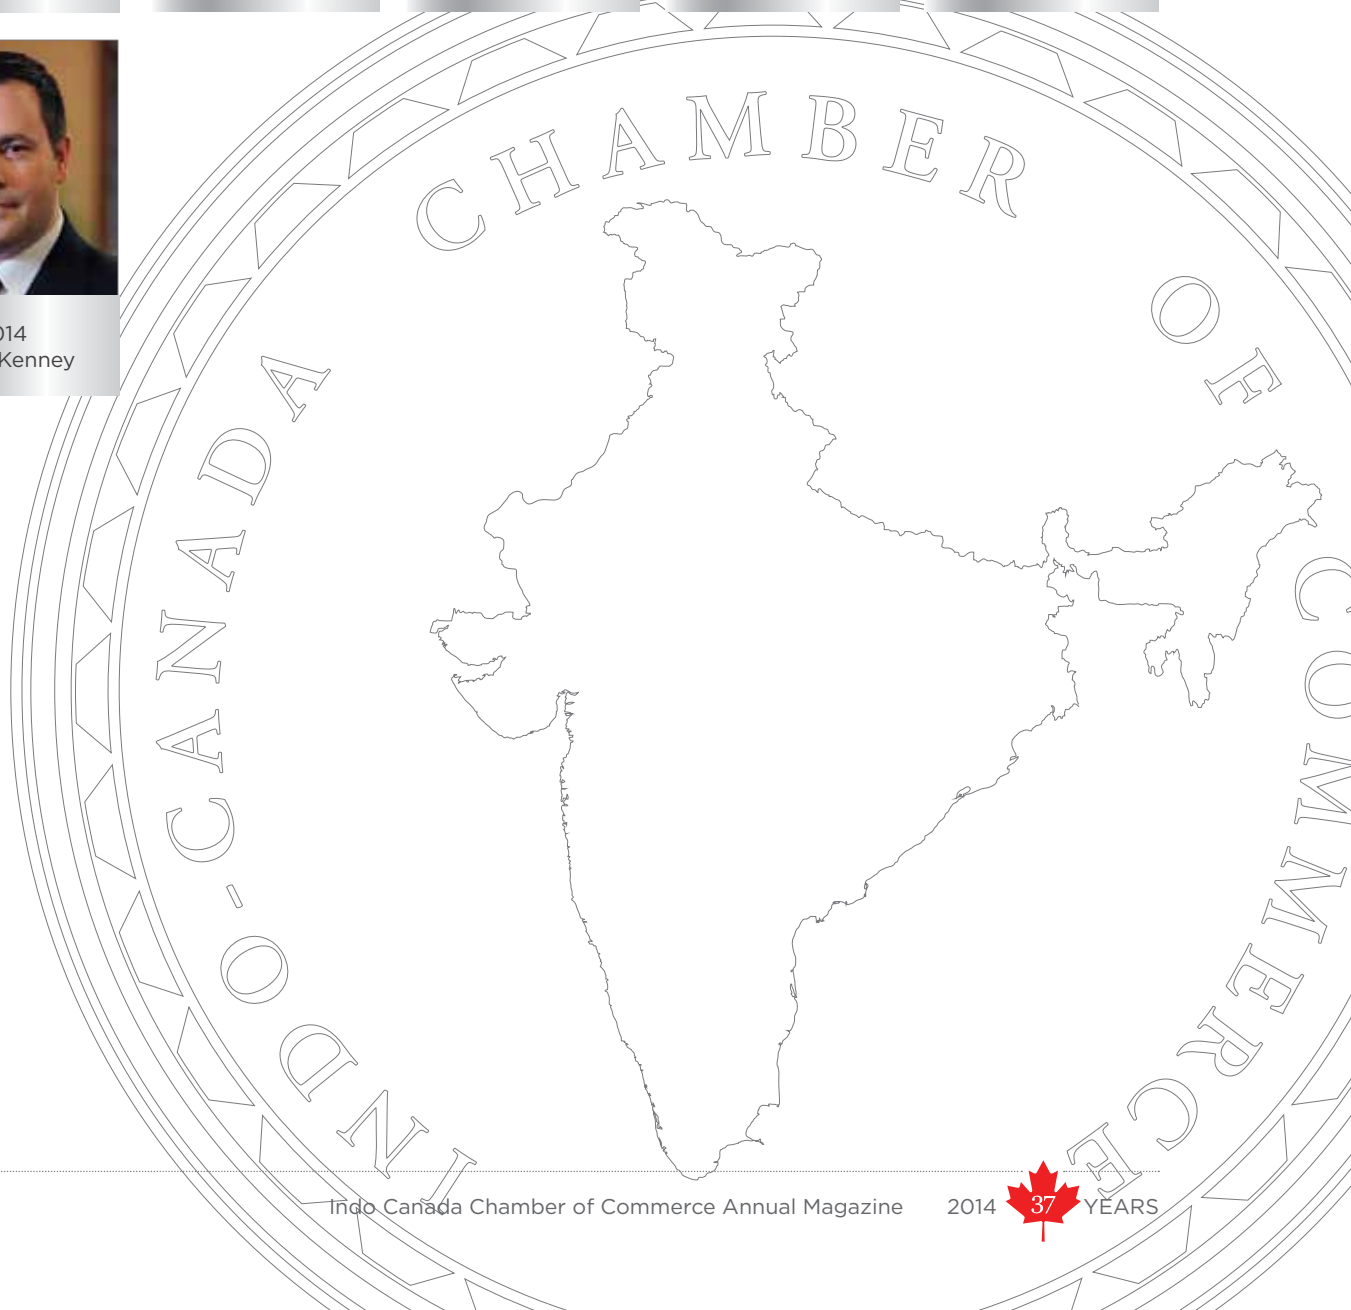 014
Kenney
INDO-CANADA CHAMBER OF COMMERCE
Indo Canada Chamber of Commerce Annual Magazine 2014 37 YEARS